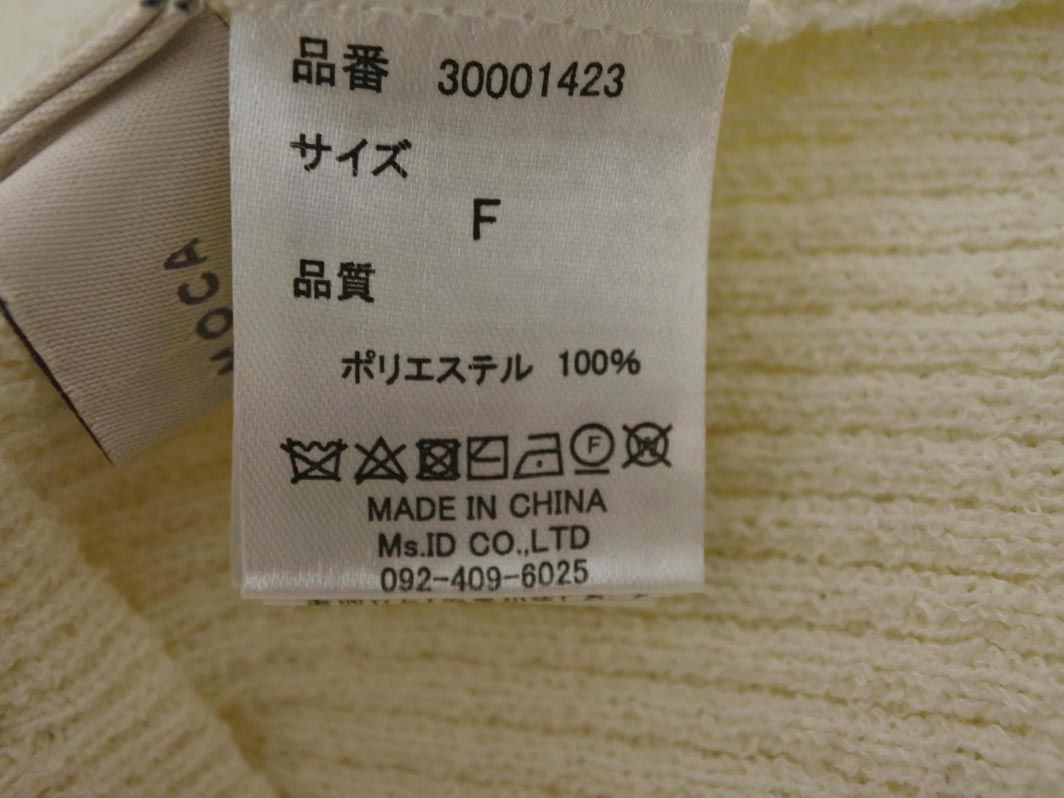 品番 30001423
サイズ
F
品質
ポリエステル 100%
F
W
MADE IN CHINA
Ms.ID CO.,LTD
092-409-6025